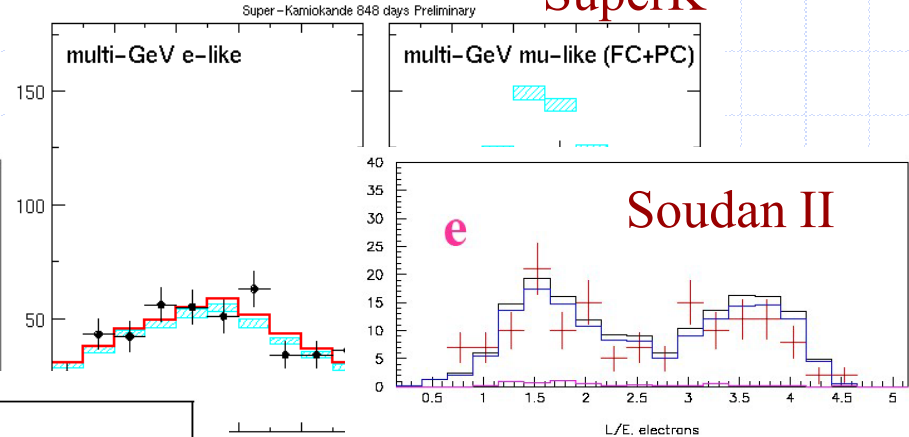 Super-Kamiokande 848 days Preliminary
SuperK
multi-GeV e-like
multi-GeV mu-like (FC+PC)
150
100
50
Soudan II
e
40
35
30
25
20
15
10
5
0
0.5 1 1.5 2 2.5 3 3.5 4 4.5 5
L/E, electrons